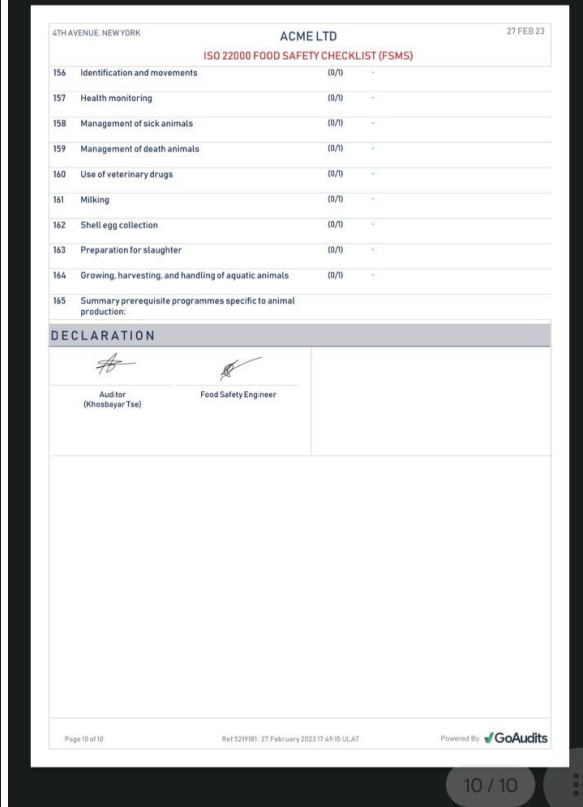 4TH AVENUE, NEW YORK
ACME LTD
27 FEB 23
ISO 22000 FOOD SAFETY CHECKLIST (FSMS)
156 Identification and movements (0/1) -
157 Health monitoring (0/1) -
158 Management of sick animals (0/1) -
159 Management of death animals (0/1) -
160 Use of veterinary drugs (0/1) -
161 Milking (0/1) -
162 Shell egg collection (0/1) -
163 Preparation for slaughter (0/1) -
164 Growing, harvesting, and handling of aquatic animals (0/1) -
165 Summary prerequisite programmes specific to animal
production:
DECLARATION
Auditor
(Khosbayar Tse)
Food Safety Engineer
Page 10 of 10
Ref:5219181: 27,February 2023 17:49:15 ULAT
Powered By GoAudits
10 / 10